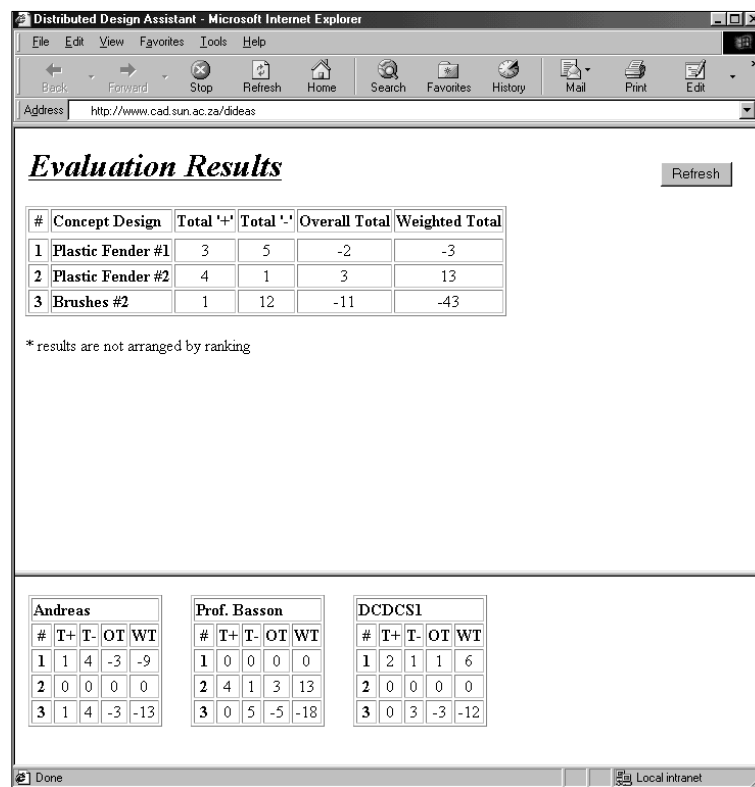 Distributed Design Assistant - Microsoft Internet Explorer
File Edit View Favorites Tools Help
Back Forward Stop Refresh Home Search Favorites History Mail Print Edit
Address http://www.cad.sun.ac.za/dideas
Evaluation Results
Refresh
# Concept Design Total '+' Total '-' Overall Total Weighted Total
1 Plastic Fender #1 3 5 -2 -3
2 Plastic Fender #2 4 1 3 13
3 Brushes #2 1 12 -11 -43
* results are not arranged by ranking
Andreas Prof. Basson DCDCS1
# T+ T- OT WT # T+ T- OT WT # T+ T- OT WT
1 1 4 -3 -9 1 0 0 0 0 1 2 1 1 6
2 0 0 0 0 2 4 1 3 13 2 0 0 0 0
3 1 4 -3 -13 3 0 5 -5 -18 3 0 3 -3 -12
Done Local intranet